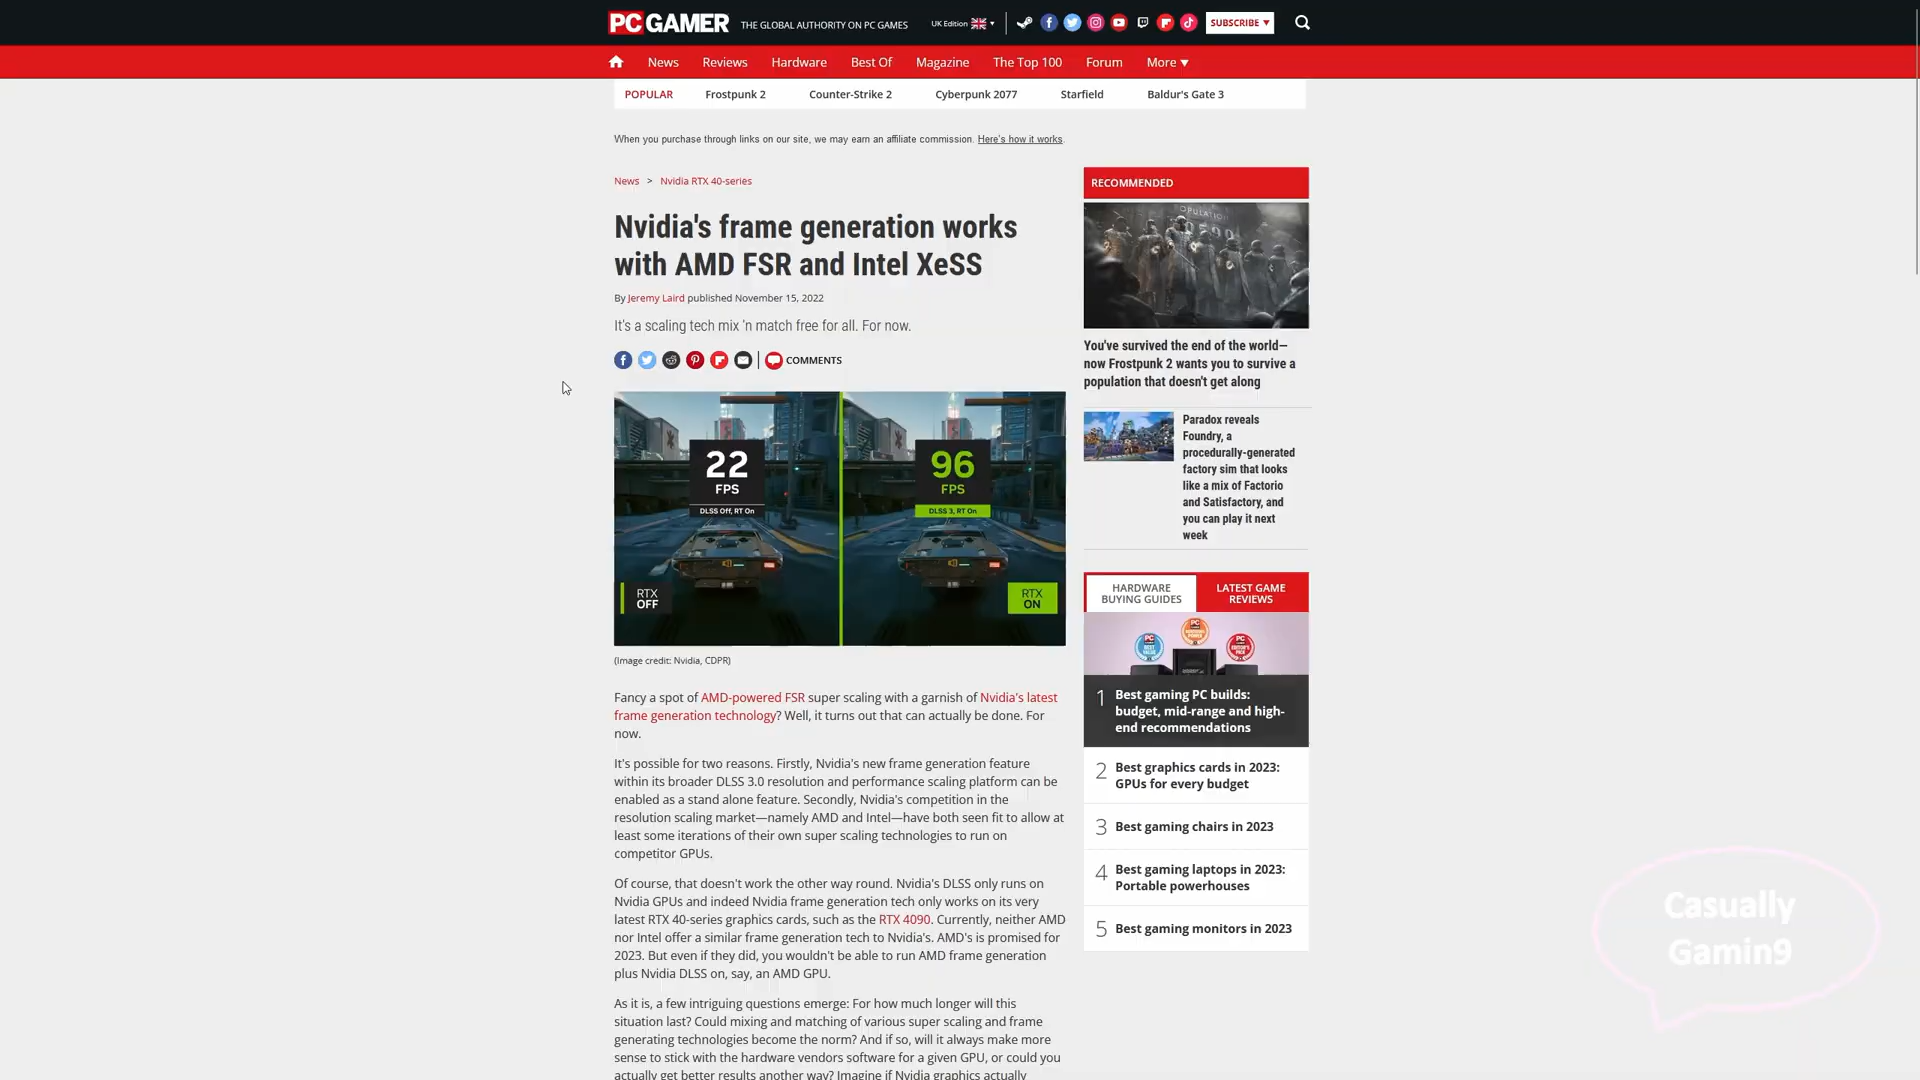 PC GAMER THE GLOBAL AUTHORITY ON PC GAMES UK Edition SUBSCRIBE
News Reviews Hardware Best Of Magazine The Top 100 Forum More
POPULAR Frostpunk 2 Counter-Strike 2 Cyberpunk 2077 Starfield Baldur's Gate 3
When you purchase through links on our site, we may earn an affiliate commission. Here's how it works.
News > Nvidia RTX 40-series
Nvidia's frame generation works
with AMD FSR and Intel XeSS
By Jeremy Laird published November 15, 2022
It's a scaling tech mix 'n match free for all. For now.
COMMENTS
22
FPS
DLSS Off, RT On
RTX
OFF
96
FPS
DLSS 3, RT On
RTX
ON
(Image credit: Nvidia, CDPR)
Fancy a spot of AMD-powered FSR super scaling with a garnish of Nvidia's latest
frame generation technology? Well, it turns out that can actually be done. For
now.
It's possible for two reasons. Firstly, Nvidia's new frame generation feature
within its broader DLSS 3.0 resolution and performance scaling platform can be
enabled as a stand alone feature. Secondly, Nvidia's competition in the
resolution scaling market—namely AMD and Intel—have both seen fit to allow at
least some iterations of their own super scaling technologies to run on
competitor GPUs.
Of course, that doesn't work the other way round. Nvidia's DLSS only runs on
Nvidia GPUs and indeed Nvidia frame generation tech only works on its very
latest RTX 40-series graphics cards, such as the RTX 4090. Currently, neither AMD
nor Intel offer a similar frame generation tech to Nvidia's. AMD's is promised for
2023. But even if they did, you wouldn't be able to run AMD frame generation
plus Nvidia DLSS on, say, an AMD GPU.
As it is, a few intriguing questions emerge: For how much longer will this
situation last? Could mixing and matching of various super scaling and frame
generating technologies become the norm? And if so, will it always make more
sense to stick with the hardware vendors software for a given GPU, or could you
actually get better results another way? Imagine if Nvidia graphics actually
RECOMMENDED
You've survived the end of the world—
now Frostpunk 2 wants you to survive a
population that doesn't get along
Paradox reveals
Foundry, a
procedurally-generated
factory sim that looks
like a mix of Factorio
and Satisfactory, and
you can play it next
week
HARDWARE
BUYING GUIDES
LATEST GAME
REVIEWS
1 Best gaming PC builds:
budget, mid-range and high-
end recommendations
2 Best graphics cards in 2023:
GPUs for every budget
3 Best gaming chairs in 2023
4 Best gaming laptops in 2023:
Portable powerhouses
5 Best gaming monitors in 2023
Casually
Gamin9